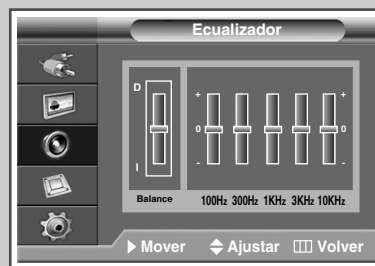 Ecualizador
D
I
Balance
+ +
0 0
- -
100Hz 300Hz 1KHz 3KHz 10KHz
Mover Ajustar Volver